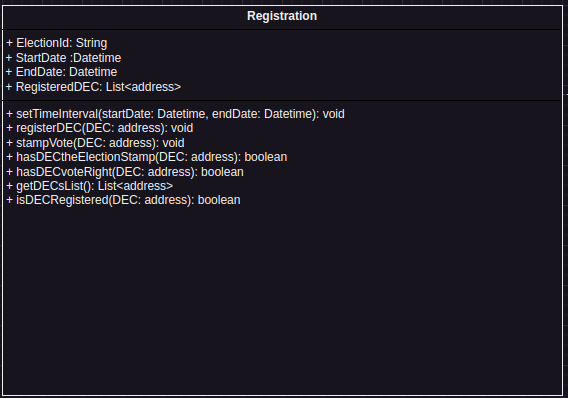 Registration
+ ElectionId: String
+ StartDate :Datetime
+ EndDate: Datetime
+ RegisteredDEC: List<address>
+ setTimeInterval(startDate: Datetime, endDate: Datetime): void
+ registerDEC(DEC: address): void
+ stampVote(DEC: address): void
+ hasDECtheElectionStamp(DEC: address): boolean
+ hasDECvoteRight(DEC: address): boolean
+ getDECsList(): List<address>
+ isDECRegistered(DEC: address): boolean